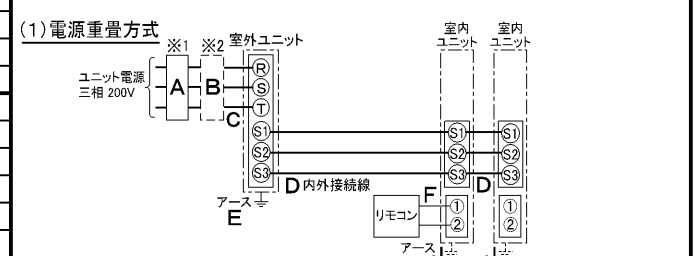 (1)電源重畳方式
※1 ※2 室外ユニット 室内ユニット 室内ユニット
ユニット電源
三相 200V
A B C
R
S
T
S1 S1 S1
S2 S2 S2
S3 S3 S3
D 内外接続線 F D
アース
E
リモコン
① ①
② ②
アース